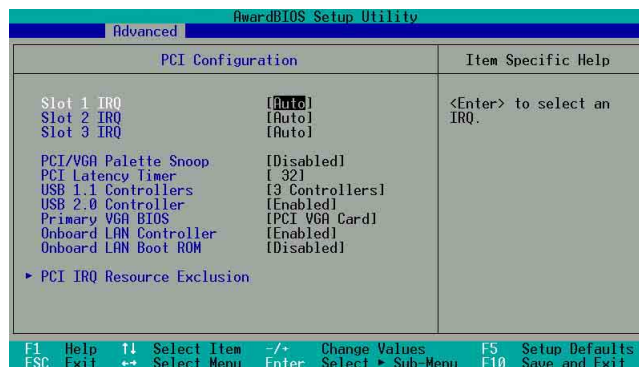 AwardBIOS Setup Utility
Advanced
PCI Configuration
Item Specific Help
Slot 1 IRQ [Auto]
Slot 2 IRQ [Auto]
Slot 3 IRQ [Auto]
<Enter> to select an
IRQ.
PCI/VGA Palette Snoop [Disabled]
PCI Latency Timer [ 32]
USB 1.1 Controllers [3 Controllers]
USB 2.0 Controller [Enabled]
Primary VGA BIOS [PCI VGA Card]
Onboard LAN Controller [Enabled]
Onboard LAN Boot ROM [Disabled]
▸ PCI IRQ Resource Exclusion
F1 Help ↑↓ Select Item -/+ Change Values F5 Setup Defaults
ESC Exit ←→ Select Menu Enter Select ▸ Sub-Menu F10 Save and Exit